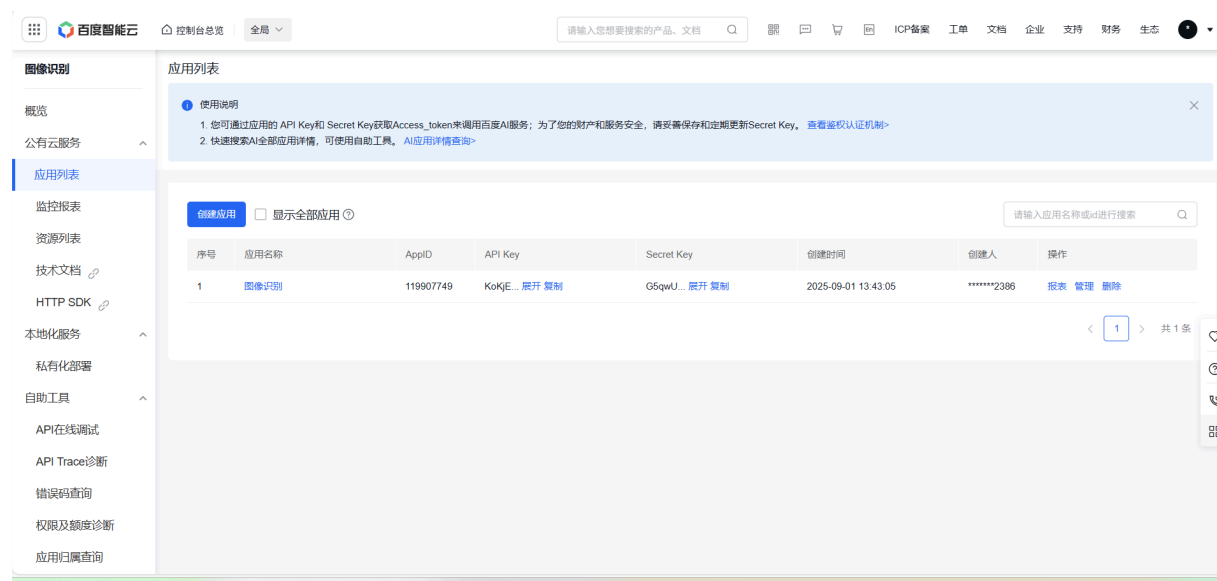 百度智能云 控制台总览 全局 请输入您想要搜索的产品、文档 En ICP备案 工单 文档 企业 支持 财务 生态
图像识别
概览
公有云服务
应用列表
监控报表
资源列表
技术文档
HTTP SDK
本地化服务
私有化部署
自助工具
API在线调试
API Trace诊断
错误码查询
权限及额度诊断
应用归属查询
应用列表
使用说明
1. 您可通过应用的 API Key和 Secret Key获取Access_token来调用百度AI服务；为了您的财产和服务安全，请妥善保存和定期更新Secret Key。 查看鉴权认证机制>
2. 快速搜索AI全部应用详情，可使用自助工具。 AI应用详情查询>
创建应用 显示全部应用 请输入应用名称或id进行搜索
序号 应用名称 AppID API Key Secret Key 创建时间 创建人 操作
1 图像识别 119907749 KoKjE... 展开 复制 G5qwU... 展开 复制 2025-09-01 13:43:05 *******2386 报表 管理 删除
< 1 > 共 1 条